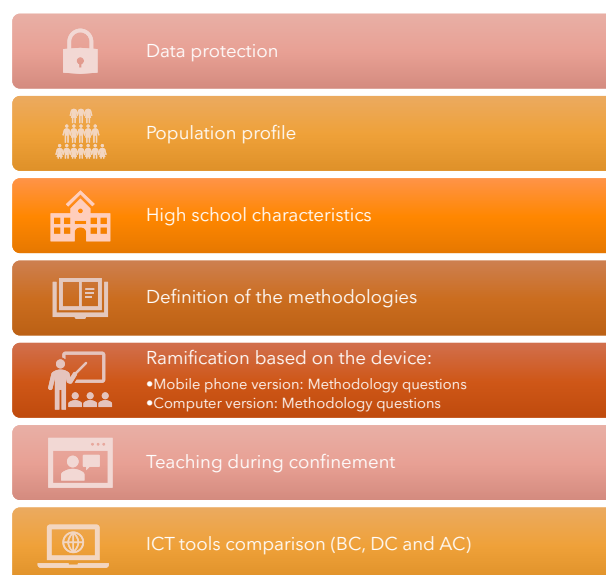 Data protection
Population profile
High school characteristics
Definition of the methodologies
Ramification based on the device:
•Mobile phone version: Methodology questions
•Computer version: Methodology questions
Teaching during confinement
ICT tools comparison (BC, DC and AC)